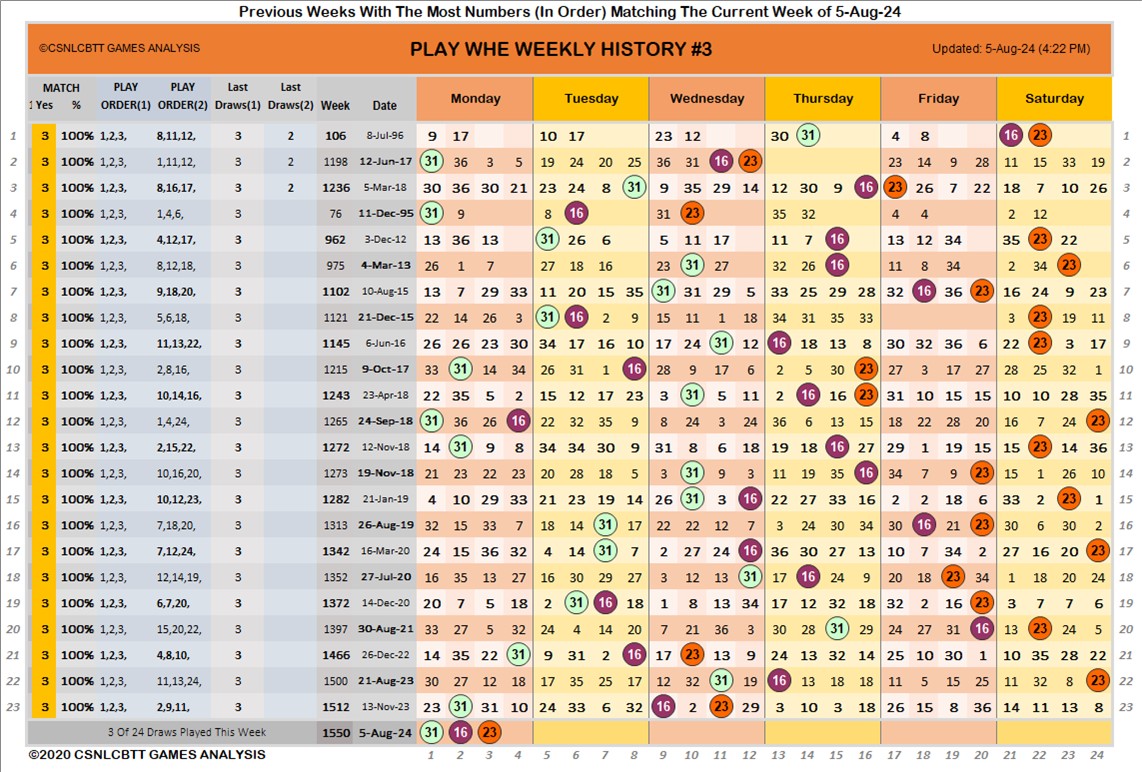 Previous Weeks With The Most Numbers (In Order) Matching The Current Week of 5-Aug-24
©CSNLCBTT GAMES ANALYSIS PLAY WHE WEEKLY HISTORY #3 Updated: 5-Aug-24 (4:22 PM)
MATCH PLAY PLAY Last Last
1 Yes % ORDER(1) ORDER(2) Draws(1) Draws(2) Week Date Monday Tuesday Wednesday Thursday Friday Saturday
1 3 100% 1,2,3, 8,11,12, 3 2 106 8-Jul-96 9 17 10 17 23 12 30 31 4 8 16 23 1
2 3 100% 1,2,3, 1,11,12, 3 2 1198 12-Jun-17 31 36 3 5 19 24 20 25 36 31 16 23 23 14 9 28 11 15 33 19 2
3 3 100% 1,2,3, 8,16,17, 3 2 1236 5-Mar-18 30 36 30 21 23 24 8 31 9 35 29 14 12 30 9 16 23 26 7 22 18 7 10 26 3
4 3 100% 1,2,3, 1,4,6, 3 76 11-Dec-95 31 9 8 16 31 23 35 32 4 4 2 12 4
5 3 100% 1,2,3, 4,12,17, 3 962 3-Dec-12 13 36 13 31 26 6 5 11 17 11 7 16 13 12 34 35 23 22 5
6 3 100% 1,2,3, 8,12,18, 3 975 4-Mar-13 26 1 7 27 18 16 23 31 27 32 26 16 11 8 34 2 34 23 6
7 3 100% 1,2,3, 9,18,20, 3 1102 10-Aug-15 13 7 29 33 11 20 15 35 31 31 29 5 33 25 29 28 32 16 36 23 16 24 9 23 7
8 3 100% 1,2,3, 5,6,18, 3 1121 21-Dec-15 22 14 26 3 31 16 2 9 15 11 1 18 34 31 35 33 3 23 19 11 8
9 3 100% 1,2,3, 11,13,22, 3 1145 6-Jun-16 26 26 23 30 34 17 16 10 17 24 31 12 16 18 13 8 30 32 36 6 22 23 3 17 9
10 3 100% 1,2,3, 2,8,16, 3 1215 9-Oct-17 33 31 14 34 26 31 1 16 28 9 17 6 2 5 30 23 27 3 17 27 28 25 32 1 10
11 3 100% 1,2,3, 10,14,16, 3 1243 23-Apr-18 22 35 5 2 15 12 17 23 3 31 5 11 2 16 16 23 31 10 15 15 10 10 28 35 11
12 3 100% 1,2,3, 1,4,24, 3 1265 24-Sep-18 31 36 26 16 22 32 35 9 8 24 3 24 36 6 13 15 18 22 28 20 16 7 24 23 12
13 3 100% 1,2,3, 2,15,22, 3 1272 12-Nov-18 13 31 9 8 34 34 30 9 31 8 6 18 19 18 16 27 29 1 19 15 15 23 14 36 13
14 3 100% 1,2,3, 10,16,20, 3 1273 19-Nov-18 21 23 22 23 20 28 18 5 3 31 9 3 11 19 35 16 34 7 9 23 15 1 26 10 14
15 3 100% 1,2,3, 10,12,23, 3 1282 21-Jan-19 4 10 29 33 21 23 19 14 26 31 3 16 22 27 33 16 2 2 18 6 33 2 23 1 15
16 3 100% 1,2,3, 7,18,20, 3 1313 26-Aug-19 32 15 33 7 18 14 31 17 22 22 12 7 3 24 30 34 30 16 21 23 30 6 30 2 16
17 3 100% 1,2,3, 7,12,24, 3 1342 16-Mar-20 24 15 36 32 4 14 31 7 2 27 24 16 36 30 27 13 10 7 34 2 27 16 20 23 17
18 3 100% 1,2,3, 12,14,19, 3 1352 27-Jul-20 16 35 13 27 16 30 29 27 3 12 13 31 17 16 24 9 20 18 23 34 1 18 20 24 18
19 3 100% 1,2,3, 6,7,20, 3 1372 14-Dec-20 20 7 5 18 2 31 16 18 1 8 13 34 17 12 32 18 32 2 16 23 3 7 7 6 19
20 3 100% 1,2,3, 15,20,22, 3 1397 30-Aug-21 33 27 5 32 24 4 14 20 7 21 36 3 30 28 31 29 24 27 31 16 13 23 24 5 20
21 3 100% 1,2,3, 4,8,10, 3 1466 26-Dec-22 14 35 22 31 9 31 2 16 17 23 13 9 24 13 32 14 25 10 30 1 10 35 28 22 21
22 3 100% 1,2,3, 11,13,24, 3 1500 21-Aug-23 30 27 12 18 17 35 25 17 12 32 31 19 16 13 18 18 11 5 15 25 11 32 8 23 22
23 3 100% 1,2,3, 2,9,11, 3 1512 13-Nov-23 23 31 31 10 24 33 6 32 16 2 23 29 3 10 3 18 26 15 8 36 14 11 13 8 23
3 Of 24 Draws Played This Week 1550 5-Aug-24 31 16 23
©2020 CSNLCBTT GAMES ANALYSIS 1 2 3 4 5 6 7 8 9 10 11 12 13 14 15 16 17 18 19 20 21 22 23 24